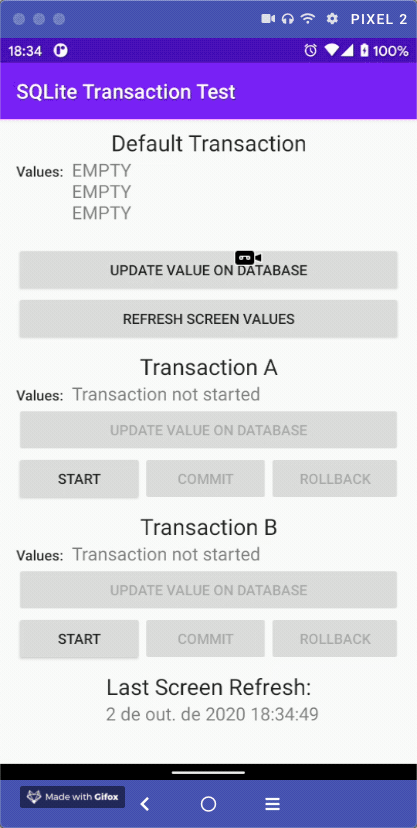 PIXEL 2
18:34 100%
SQLite Transaction Test
Default Transaction
Values: EMPTY
EMPTY
EMPTY
UPDATE VALUE ON DATABASE
REFRESH SCREEN VALUES
Transaction A
Values: Transaction not started
UPDATE VALUE ON DATABASE
START COMMIT ROLLBACK
Transaction B
Values: Transaction not started
UPDATE VALUE ON DATABASE
START COMMIT ROLLBACK
Last Screen Refresh:
2 de out. de 2020 18:34:49
Made with Gifox